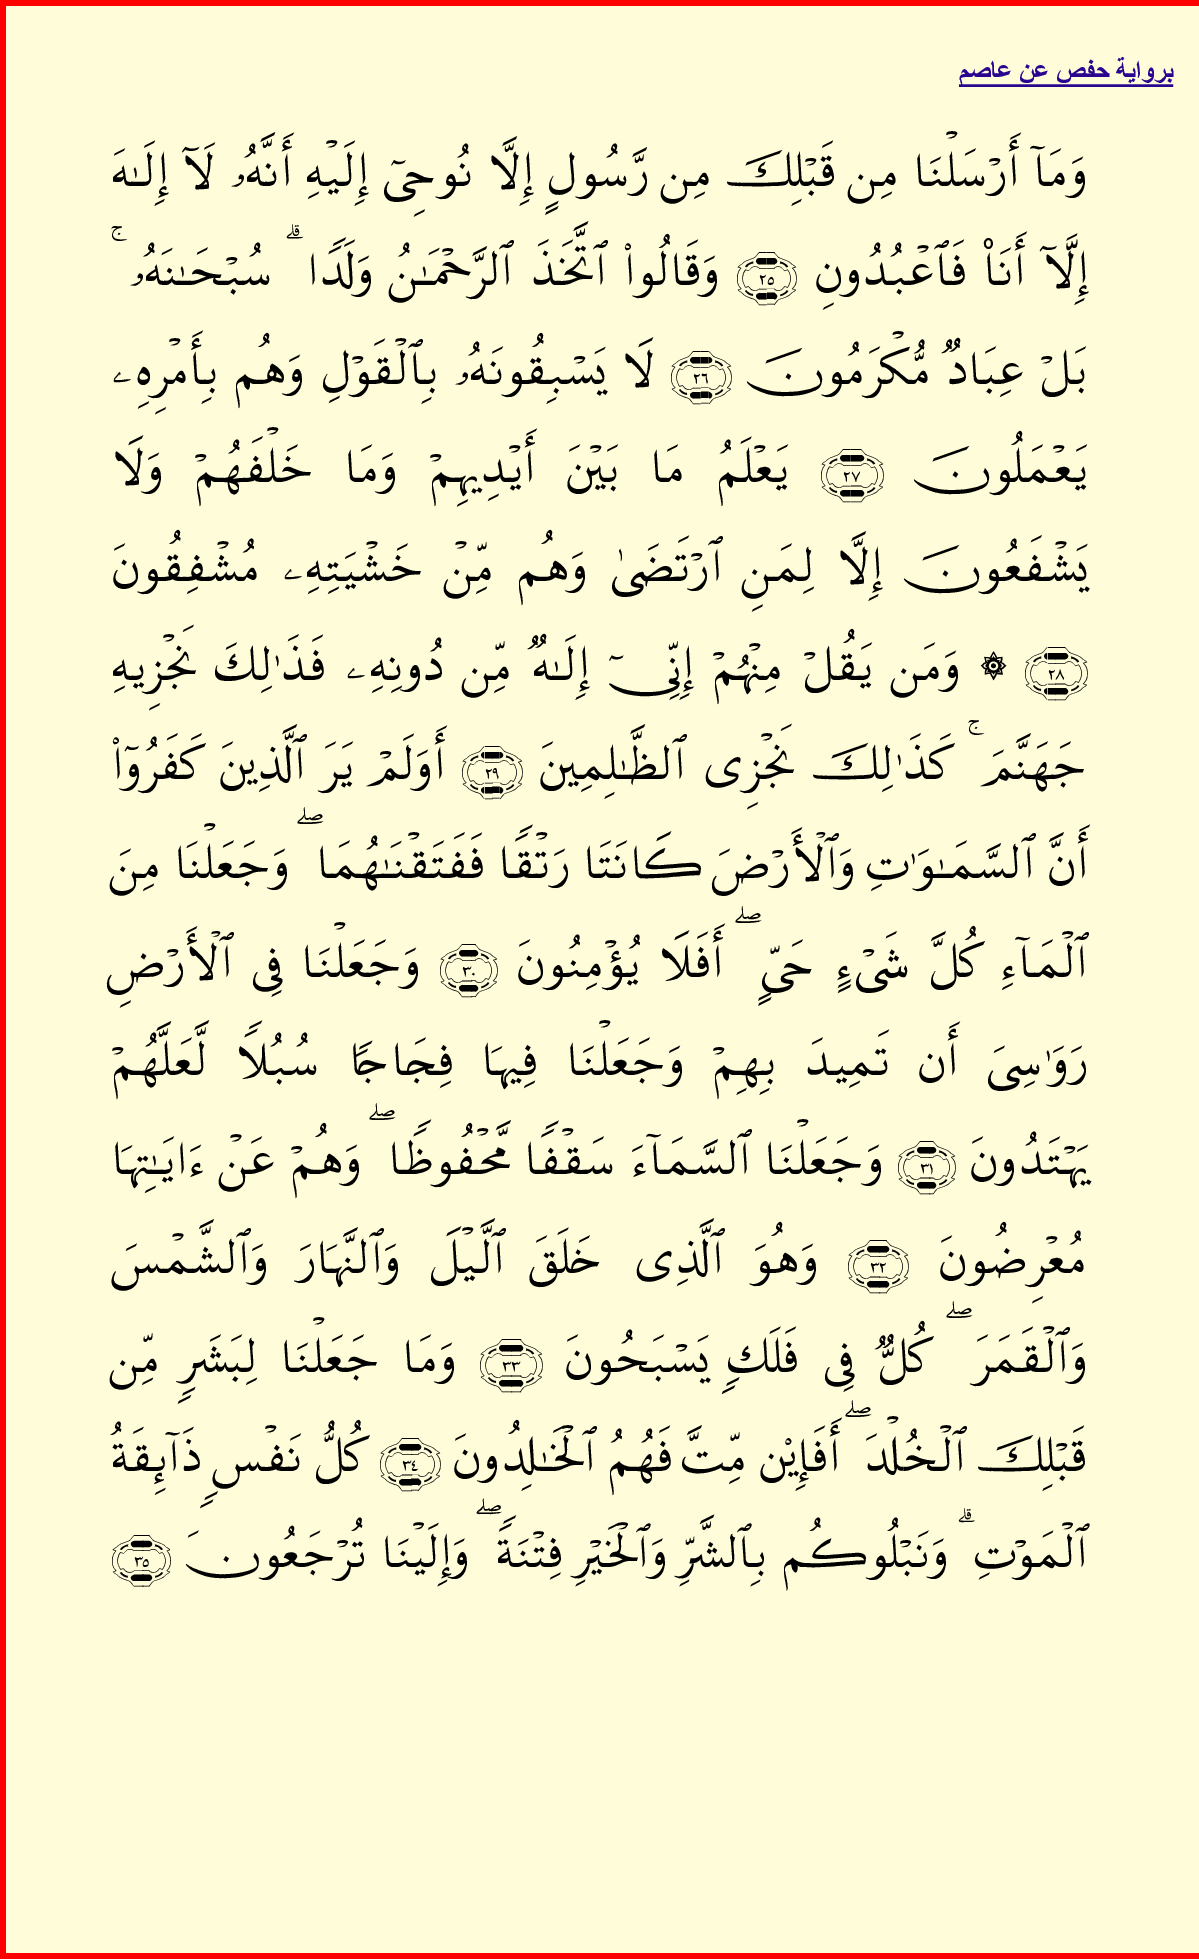 برواية حفص عن عاصم
وَمَآ أَرۡسَلۡنَا مِن قَبۡلِكَ مِن رَّسُولٍ إِلَّا نُوحِيٓ إِلَيۡهِ أَنَّهُۥ لَآ إِلَٰهَ
إِلَّآ أَنَا۠ فَٱعۡبُدُونِ ٢٥ وَقَالُواْ ٱتَّخَذَ ٱلرَّحۡمَٰنُ وَلَدٗاۗ سُبۡحَٰنَهُۥۚ
بَلۡ عِبَادٞ مُّكۡرَمُونَ ٢٦ لَا يَسۡبِقُونَهُۥ بِٱلۡقَوۡلِ وَهُم بِأَمۡرِهِۦ
يَعۡمَلُونَ ٢٧ يَعۡلَمُ مَا بَيۡنَ أَيۡدِيهِمۡ وَمَا خَلۡفَهُمۡ وَلَا
يَشۡفَعُونَ إِلَّا لِمَنِ ٱرۡتَضَىٰ وَهُم مِّنۡ خَشۡيَتِهِۦ مُشۡفِقُونَ
٢٨ ۞ وَمَن يَقُلۡ مِنۡهُمۡ إِنِّيٓ إِلَٰهٞ مِّن دُونِهِۦ فَذَٰلِكَ نَجۡزِيهِ
جَهَنَّمَۚ كَذَٰلِكَ نَجۡزِي ٱلظَّٰلِمِينَ ٢٩ أَوَلَمۡ يَرَ ٱلَّذِينَ كَفَرُوٓاْ
أَنَّ ٱلسَّمَٰوَٰتِ وَٱلۡأَرۡضَ كَانَتَا رَتۡقٗا فَفَتَقۡنَٰهُمَاۖ وَجَعَلۡنَا مِنَ
ٱلۡمَآءِ كُلَّ شَيۡءٍ حَيٍّۖ أَفَلَا يُؤۡمِنُونَ ٣٠ وَجَعَلۡنَا فِي ٱلۡأَرۡضِ
رَوَٰسِيَ أَن تَمِيدَ بِهِمۡ وَجَعَلۡنَا فِيهَا فِجَاجٗا سُبُلٗا لَّعَلَّهُمۡ
يَهۡتَدُونَ ٣١ وَجَعَلۡنَا ٱلسَّمَآءَ سَقۡفٗا مَّحۡفُوظٗاۖ وَهُمۡ عَنۡ ءَايَٰتِهَا
مُعۡرِضُونَ ٣٢ وَهُوَ ٱلَّذِي خَلَقَ ٱلَّيۡلَ وَٱلنَّهَارَ وَٱلشَّمۡسَ
وَٱلۡقَمَرَۖ كُلّٞ فِي فَلَكٖ يَسۡبَحُونَ ٣٣ وَمَا جَعَلۡنَا لِبَشَرٖ مِّن
قَبۡلِكَ ٱلۡخُلۡدَۖ أَفَإِيْن مِّتَّ فَهُمُ ٱلۡخَٰلِدُونَ ٣٤ كُلُّ نَفۡسٖ ذَآئِقَةُ
ٱلۡمَوۡتِۗ وَنَبۡلُوكُم بِٱلشَّرِّ وَٱلۡخَيۡرِ فِتۡنَةٗۖ وَإِلَيۡنَا تُرۡجَعُونَ ٣٥